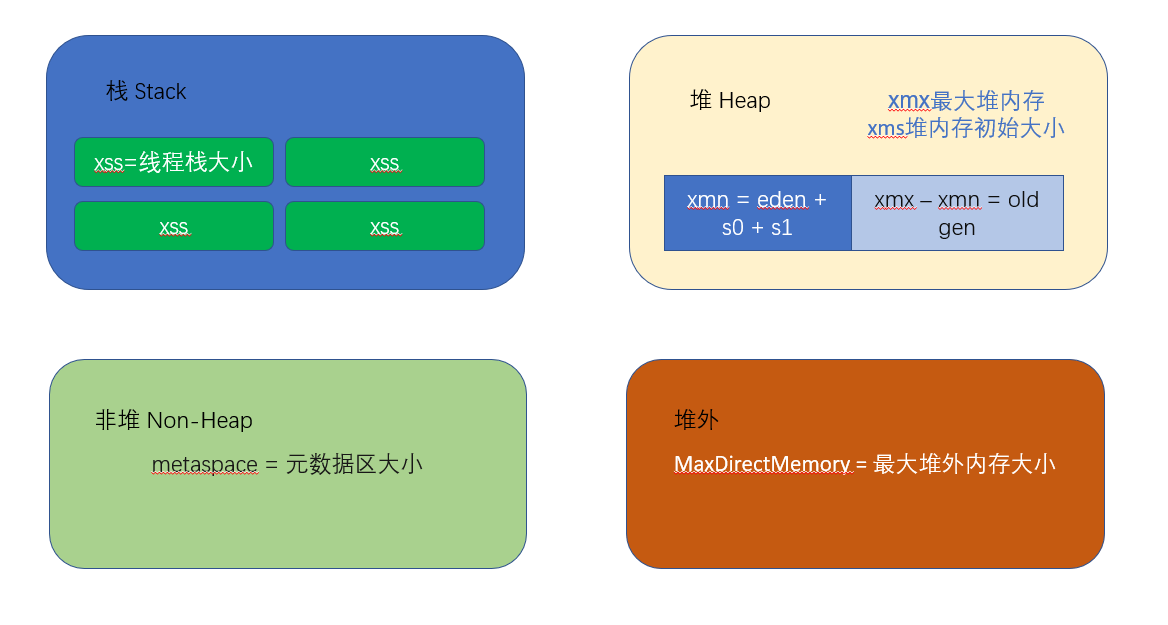 栈 Stack
xss=线程栈大小
xss
xss
xss
堆 Heap
xmx最大堆内存
xms堆内存初始大小
xmn = eden +
s0 + s1
xmx – xmn = old
gen
非堆 Non-Heap
metaspace = 元数据区大小
堆外
MaxDirectMemory = 最大堆外内存大小